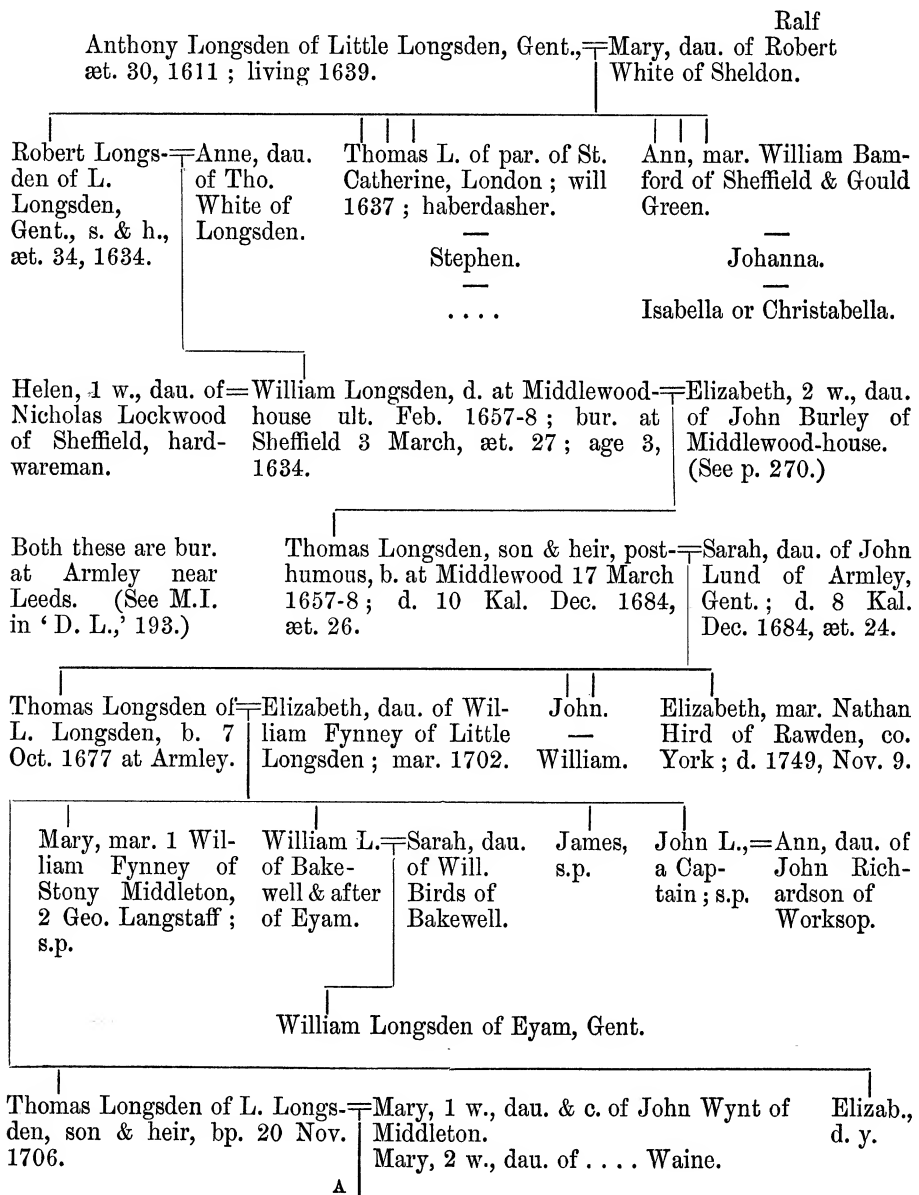 Ralf
Anthony Longsden of Little Longsden, Gent.,
æt. 30, 1611 ; living 1639.
Mary, dau. of Robert
White of Sheldon.
Robert Longs-
den of L.
Longsden,
Gent., s. & h.,
æt. 34, 1634.
Anne, dau.
of Tho.
White of
Longsden.
Thomas L. of par. of St.
Catherine, London ; will
1637 ; haberdasher.
—
Stephen.
—
. . . .
Ann, mar. William Bam-
ford of Sheffield & Gould
Green.
—
Johanna.
—
Isabella or Christabella.
Helen, 1 w., dau. of
Nicholas Lockwood
of Sheffield, hard-
wareman.
William Longsden, d. at Middlewood-
house ult. Feb. 1657-8 ; bur. at
Sheffield 3 March, æt. 27 ; age 3,
1634.
Elizabeth, 2 w., dau.
of John Burley of
Middlewood-house.
(See p. 270.)
Both these are bur.
at Armley near
Leeds. (See M.I.
in ‘ D. L.,’ 193.)
Thomas Longsden, son & heir, post-
humous, b. at Middlewood 17 March
1657-8 ; d. 10 Kal. Dec. 1684,
æt. 26.
Sarah, dau. of John
Lund of Armley,
Gent. ; d. 8 Kal.
Dec. 1684, æt. 24.
Thomas Longsden of
L. Longsden, b. 7
Oct. 1677 at Armley.
Elizabeth, dau. of Wil-
liam Fynney of Little
Longsden ; mar. 1702.
John.
—
William.
Elizabeth, mar. Nathan
Hird of Rawden, co.
York ; d. 1749, Nov. 9.
Mary, mar. 1 Wil-
liam Fynney of
Stony Middleton,
2 Geo. Langstaff ;
s.p.
William L.
of Bake-
well & after
of Eyam.
Sarah, dau.
of Will.
Birds of
Bakewell.
James,
s.p.
John L.,
a Cap-
tain ; s.p.
Ann, dau. of
John Rich-
ardson of
Worksop.
William Longsden of Eyam, Gent.
Thomas Longsden of L. Longs-
den, son & heir, bp. 20 Nov.
1706.
Mary, 1 w., dau. & c. of John Wynt of
Middleton.
Mary, 2 w., dau. of . . . . Waine.
Elizab.,
d. y.
A